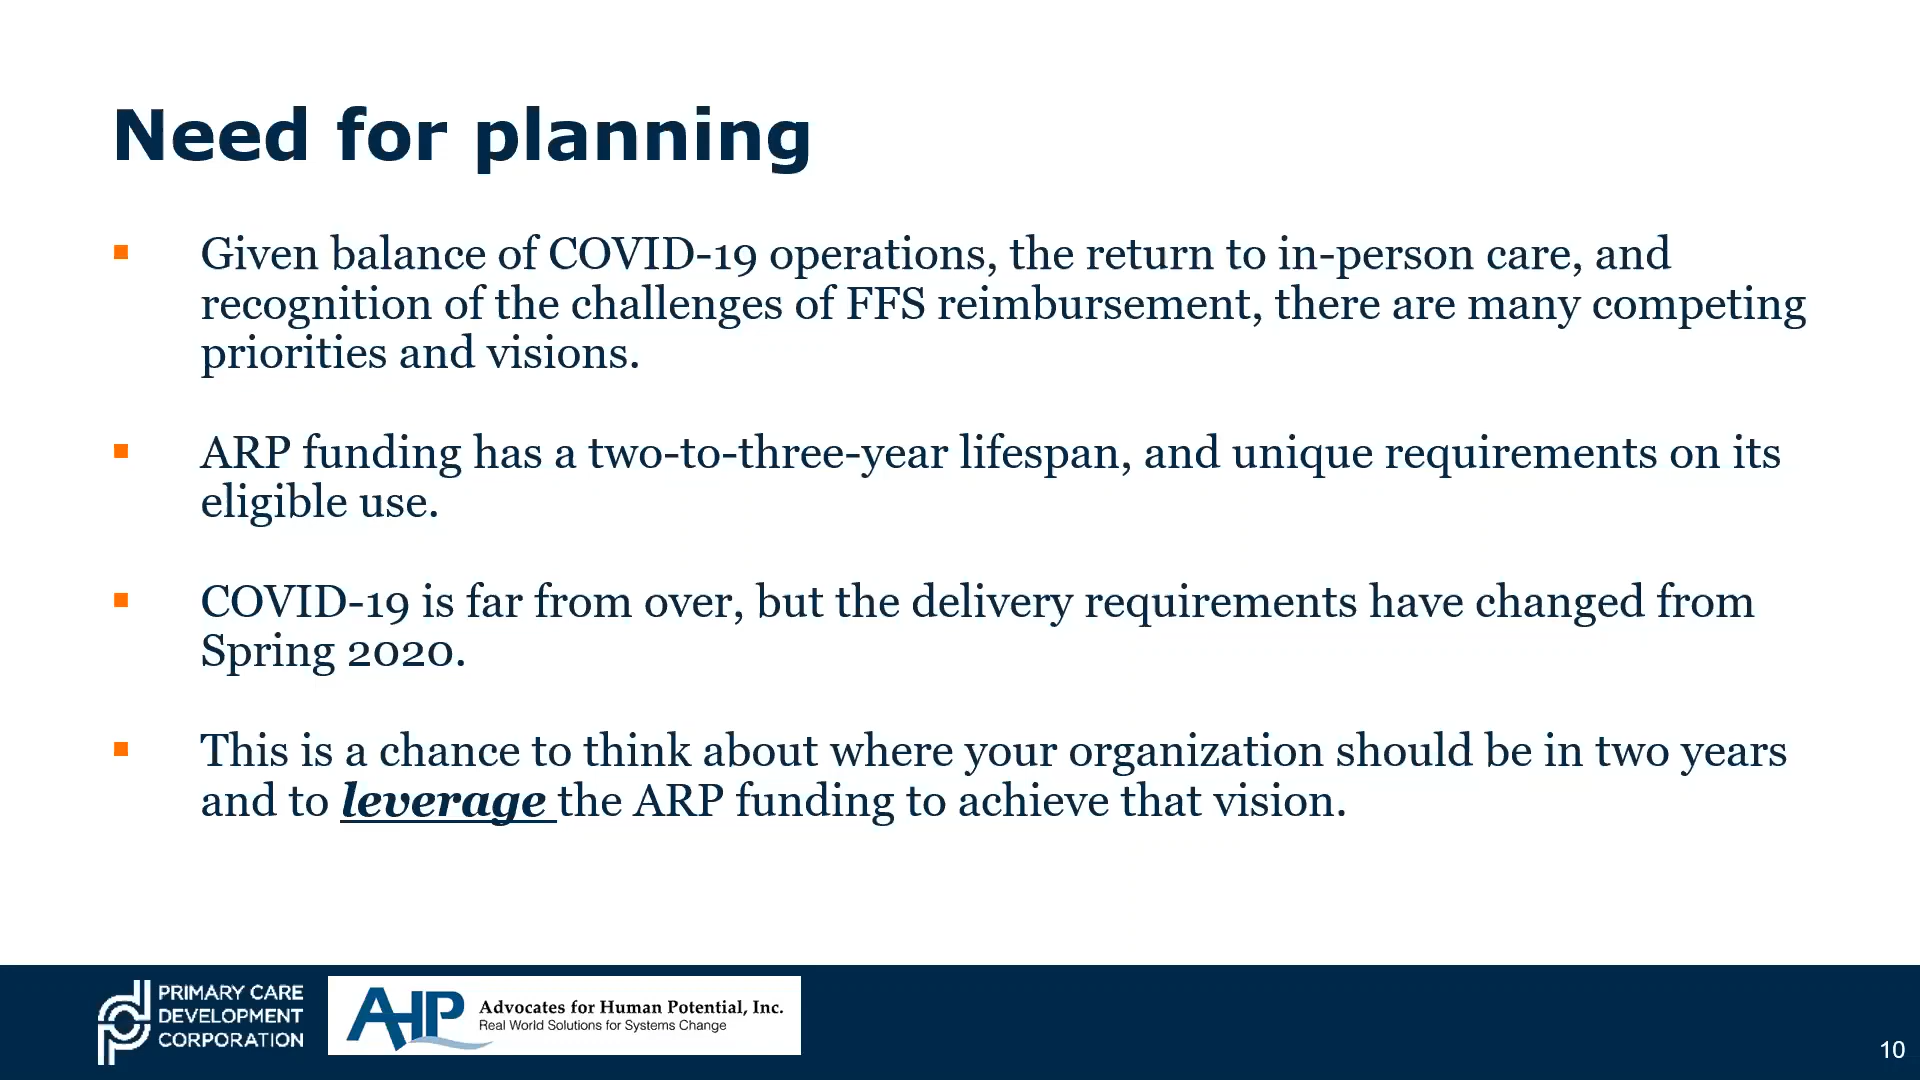 Need for planning
Given balance of COVID-19 operations, the return to in-person care, and
recognition of the challenges of FFS reimbursement, there are many competing
priorities and visions.
ARP funding has a two-to-three-year lifespan, and unique requirements on its
eligible use.
COVID-19 is far from over, but the delivery requirements have changed from
Spring 2020.
This is a chance to think about where your organization should be in two years
and to leverage the ARP funding to achieve that vision.
PRIMARY CARE
DEVELOPMENT
CORPORATION
AHP
Advocates for Human Potential, Inc.
Real World Solutions for Systems Change
10